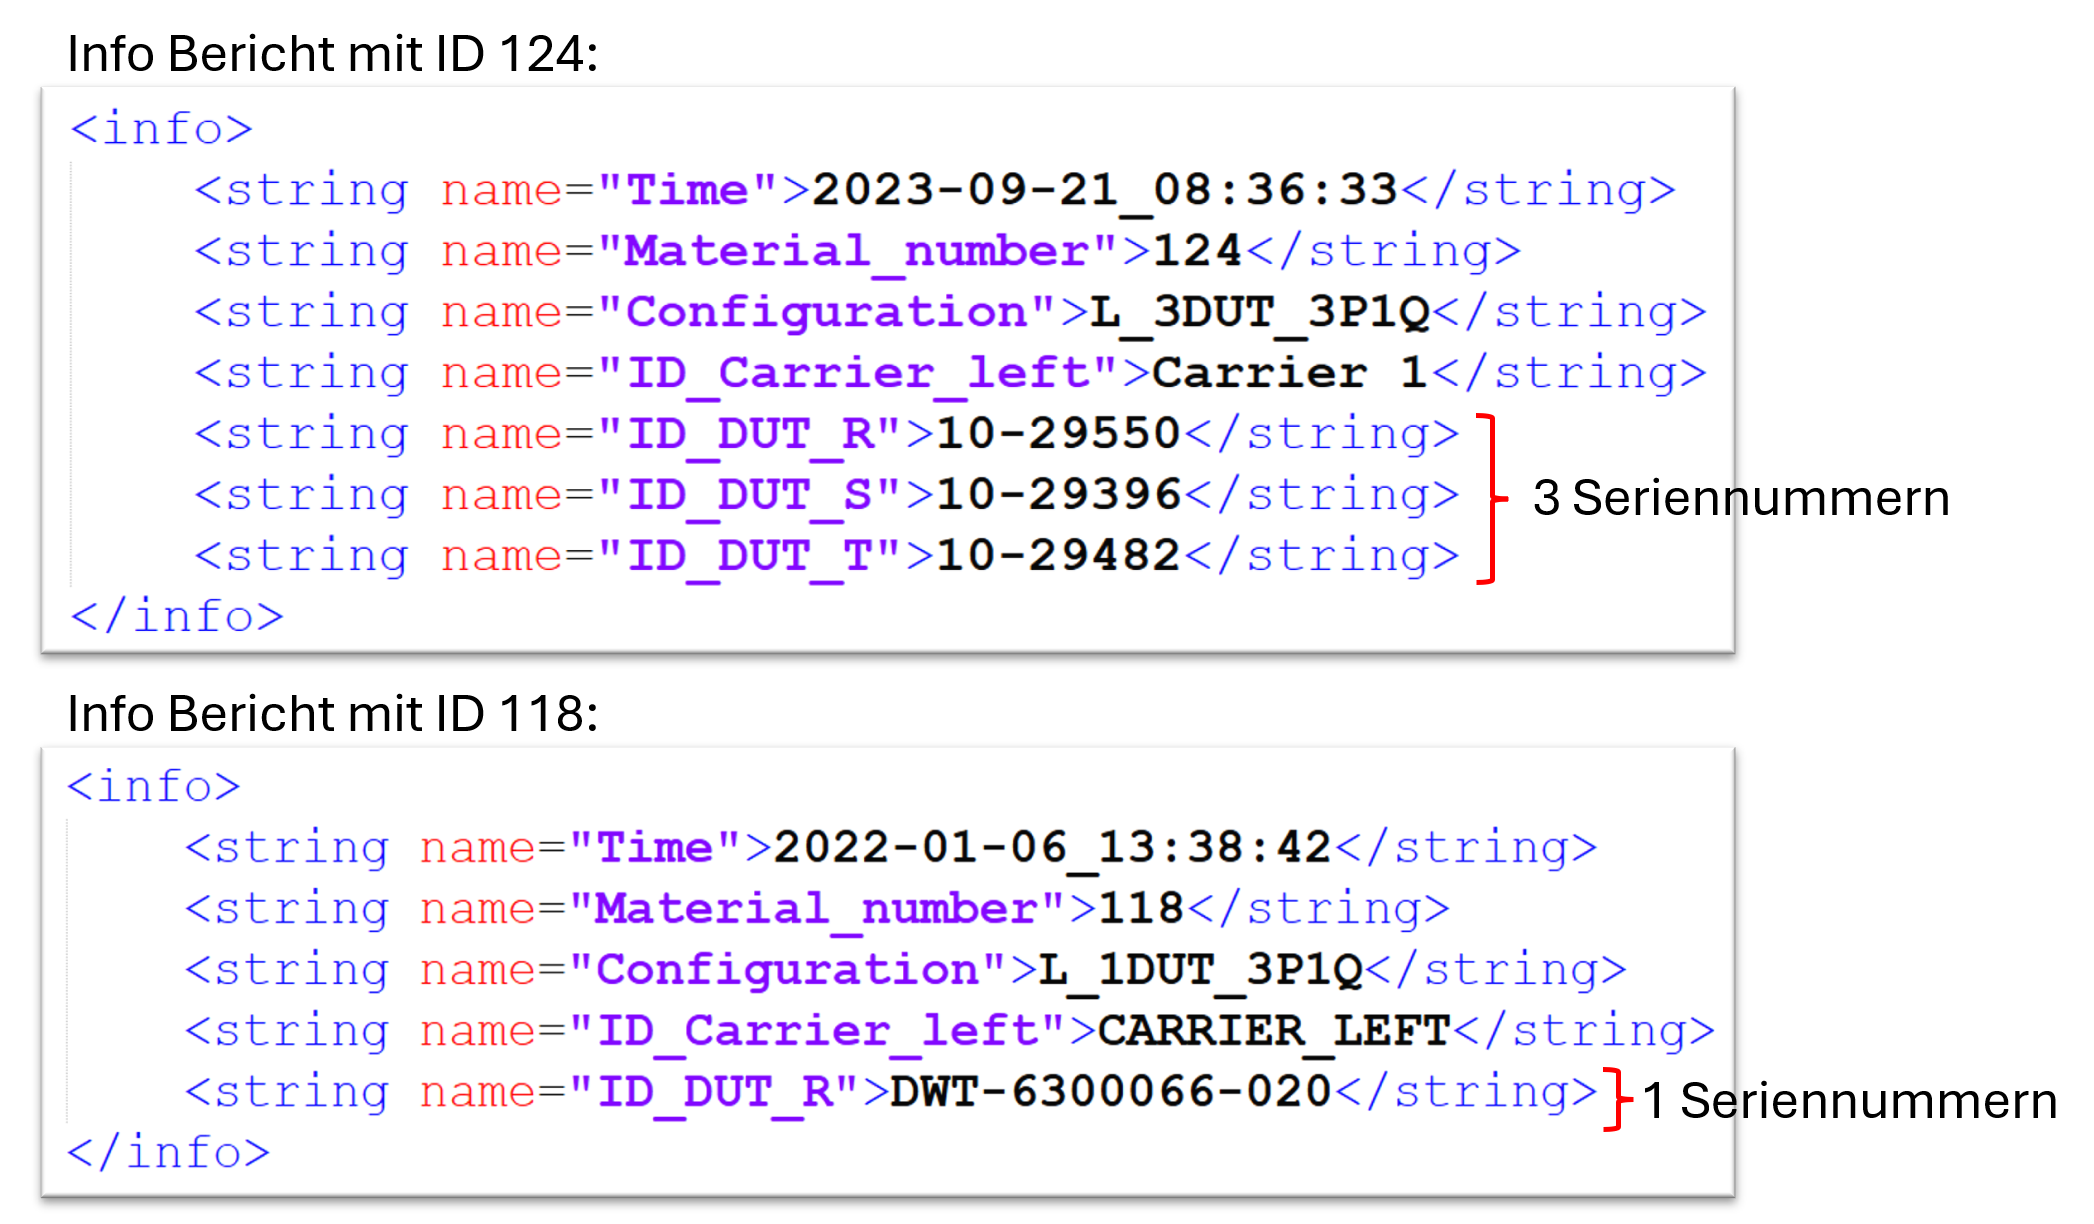 Info Bericht mit ID 124:
<info>
<string name="Time">2023-09-21_08:36:33</string>
<string name="Material_number">124</string>
<string name="Configuration">L_3DUT_3P1Q</string>
<string name="ID_Carrier_left">Carrier 1</string>
<string name="ID_DUT_R">10-29550</string>
<string name="ID_DUT_S">10-29396</string>
<string name="ID_DUT_T">10-29482</string>
3 Seriennummern
</info>
Info Bericht mit ID 118:
<info>
<string name="Time">2022-01-06_13:38:42</string>
<string name="Material_number">118</string>
<string name="Configuration">L_1DUT_3P1Q</string>
<string name="ID_Carrier_left">CARRIER_LEFT</string>
<string name="ID_DUT_R">DWT-6300066-020</string>
1 Seriennummern
</info>